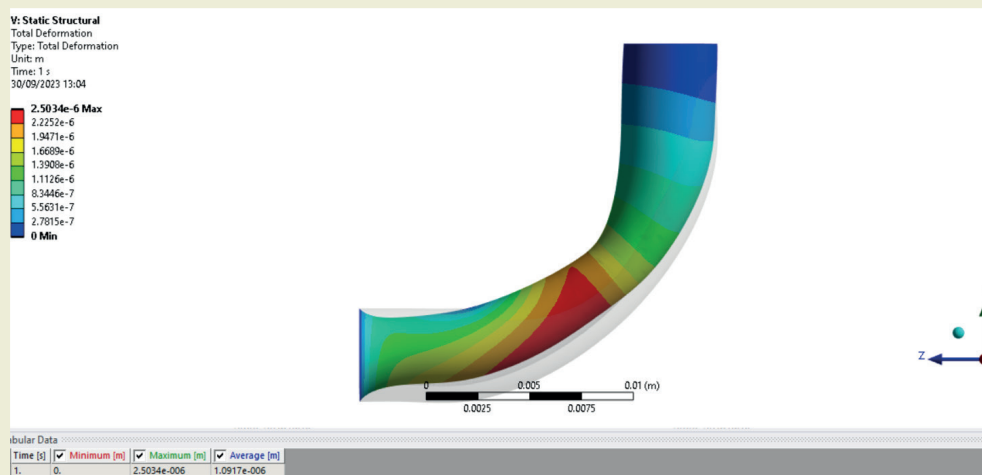 V: Static Structural
Total Deformation
Type: Total Deformation
Unit: m
Time: 1 s
30/09/2023 13:04
2.5034e-6 Max
2.2252e-6
1.9471e-6
1.6689e-6
1.3908e-6
1.1126e-6
8.3446e-7
5.5631e-7
2.7815e-7
0 Min
Z
0 0.005 0.01 (m)
0.0025 0.0075
bular Data
Time [s] Minimum [m] Maximum [m] Average [m]
1. 0. 2.5034e-006 1.0917e-006